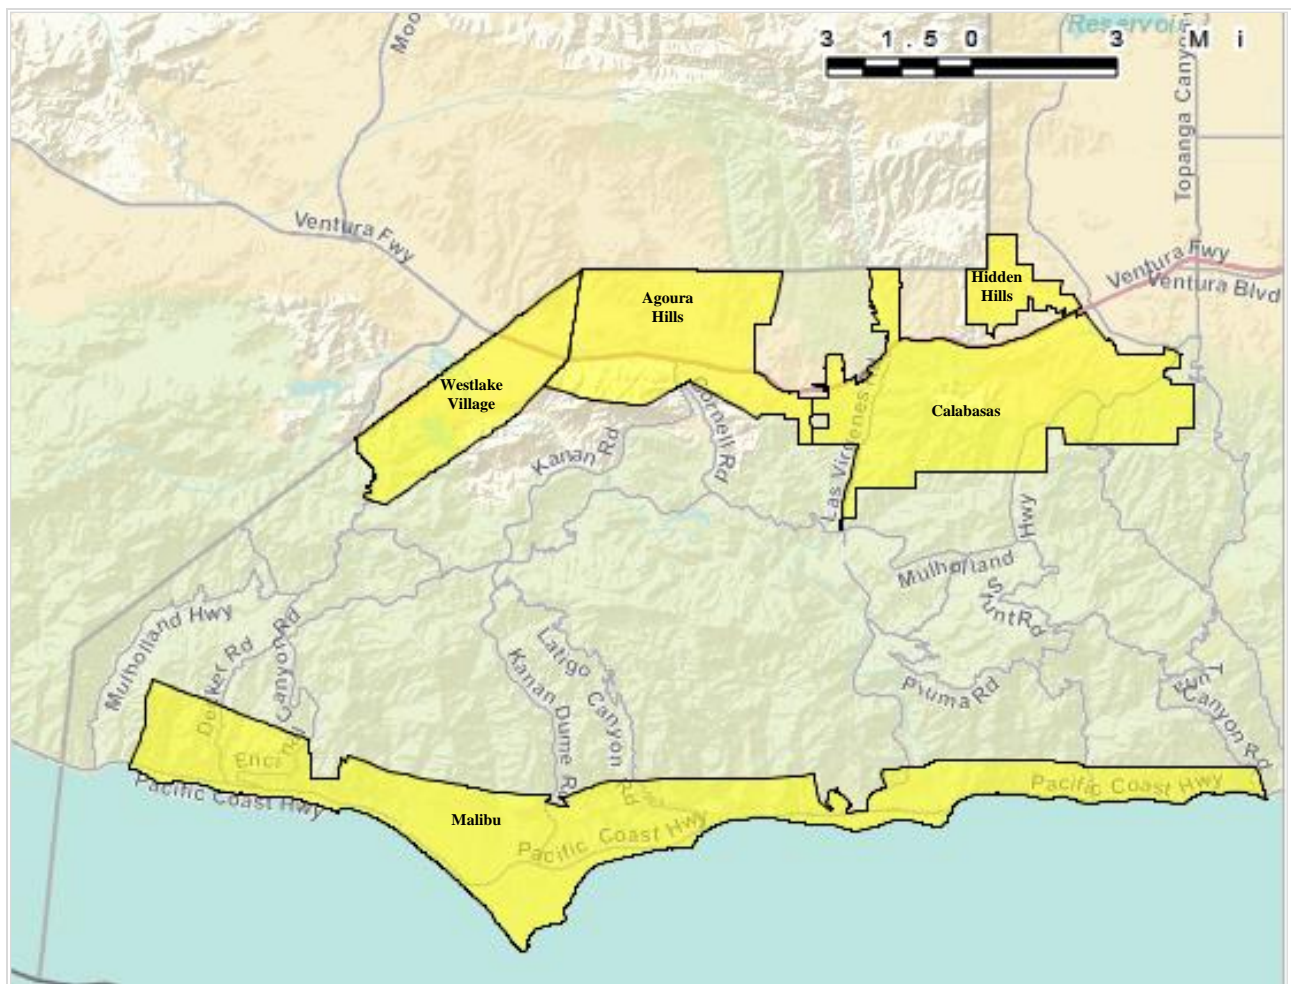 Reservoir
3 1.5 0 3 Mi
Moo
Topanga Canyon
Ventura Fwy
Ventura Fwy
Ventura Blvd
Hidden
Hills
Agoura
Hills
Westlake
Village
Calabasas
Cornell Rd
Kanan Rd
Las Virgenes
Hwy
Mulholland
Stunt Rd
Mulholland Hwy
Decker Rd
Canyon Rd
Latigo Canyon Rd
Kanan Dume Rd
Piuma Rd
Canyon Rd
Encinal
Pacific Coast Hwy
Pacific Coast Hwy
Malibu
Pacific Coast Hwy